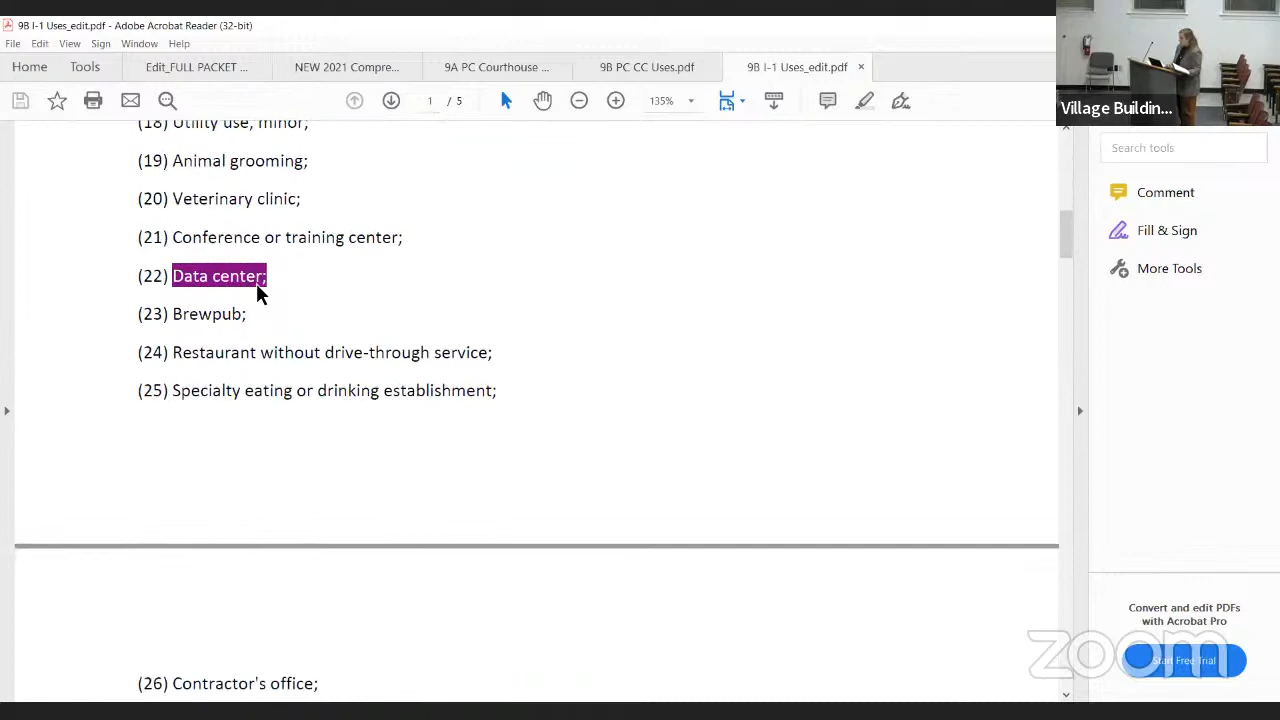 9B I-1 Uses_edit.pdf - Adobe Acrobat Reader (32-bit)
File Edit View Sign Window Help
Home Tools Edit_FULL PACKET ... NEW 2021 Compre 9A PC Courthouse ... 9B PC CC Uses.pdf 9B I-1 Uses_edit.pdf ×
1 / 5 135%
Village Buildin...
(18) Utility use, minor;
(19) Animal grooming;
(20) Veterinary clinic;
(21) Conference or training center;
(22) Data center;
(23) Brewpub;
(24) Restaurant without drive-through service;
(25) Specialty eating or drinking establishment;
(26) Contractor's office;
Search tools
Comment
Fill & Sign
More Tools
Convert and edit PDFs
with Acrobat Pro
Start Free Trial
zoom